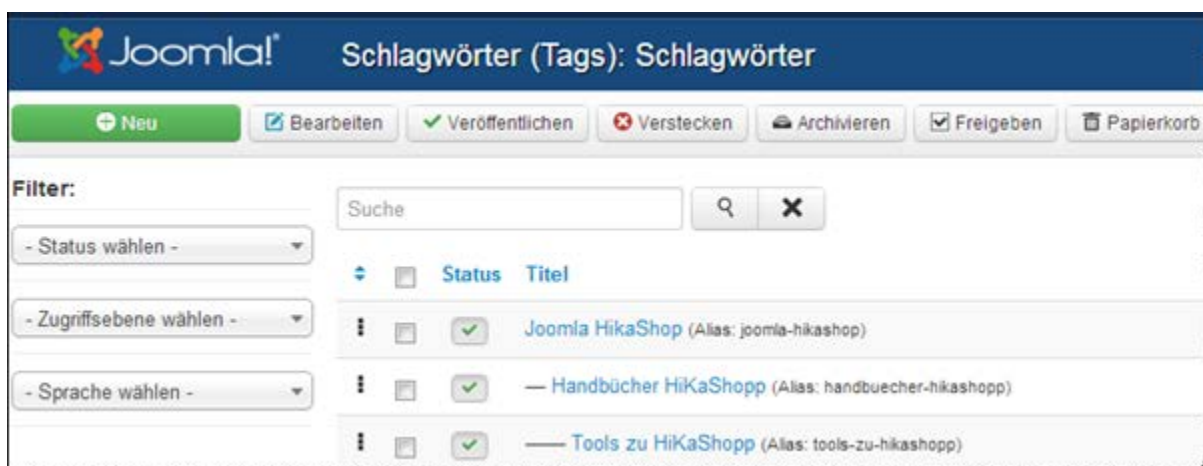 Joomla!® Schlagwörter (Tags): Schlagwörter
Neu Bearbeiten Veröffentlichen Verstecken Archivieren Freigeben Papierkorb
Filter:
Suche
- Status wählen -
Status Titel
- Zugriffsebene wählen -
Joomla HikaShop (Alias: joomla-hikashop)
- Sprache wählen -
— Handbücher HiKaShopp (Alias: handbuecher-hikashopp)
—— Tools zu HiKaShopp (Alias: tools-zu-hikashopp)